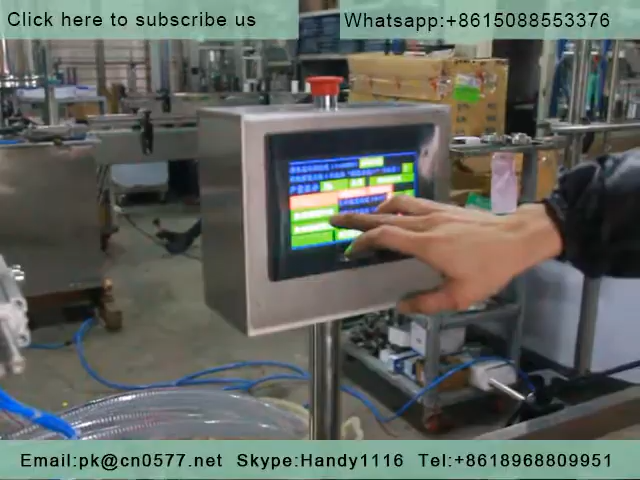 Click here to subscribe us
Whatsapp:+8615088553376
Email:pk@cn0577.net Skype:Handy1116 Tel:+8618968809951